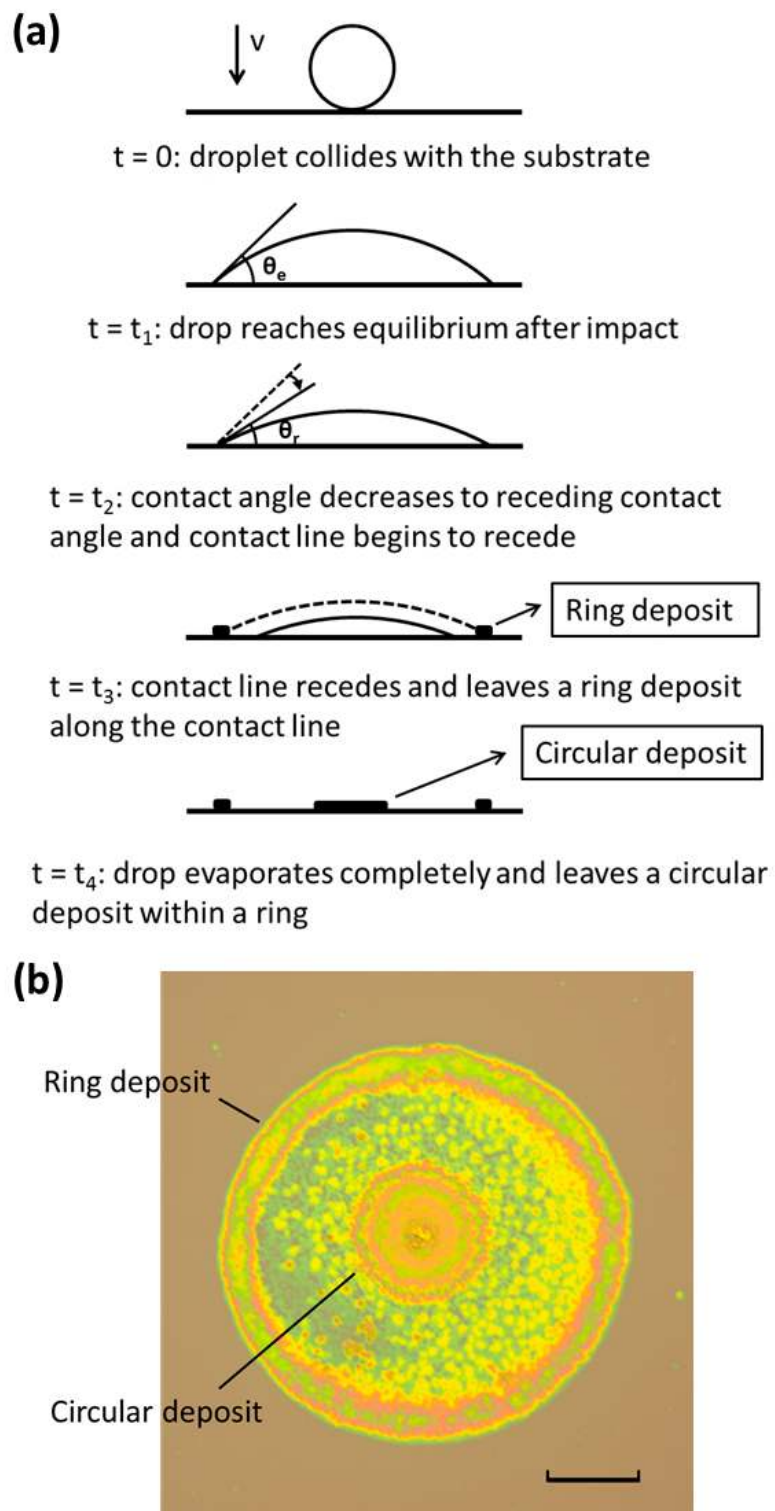 (a)
v
t = 0: droplet collides with the substrate
θe
t = t1: drop reaches equilibrium after impact
θr
t = t2: contact angle decreases to receding contact
angle and contact line begins to recede
Ring deposit
t = t3: contact line recedes and leaves a ring deposit
along the contact line
Circular deposit
t = t4: drop evaporates completely and leaves a circular
deposit within a ring
(b)
Ring deposit
Circular deposit